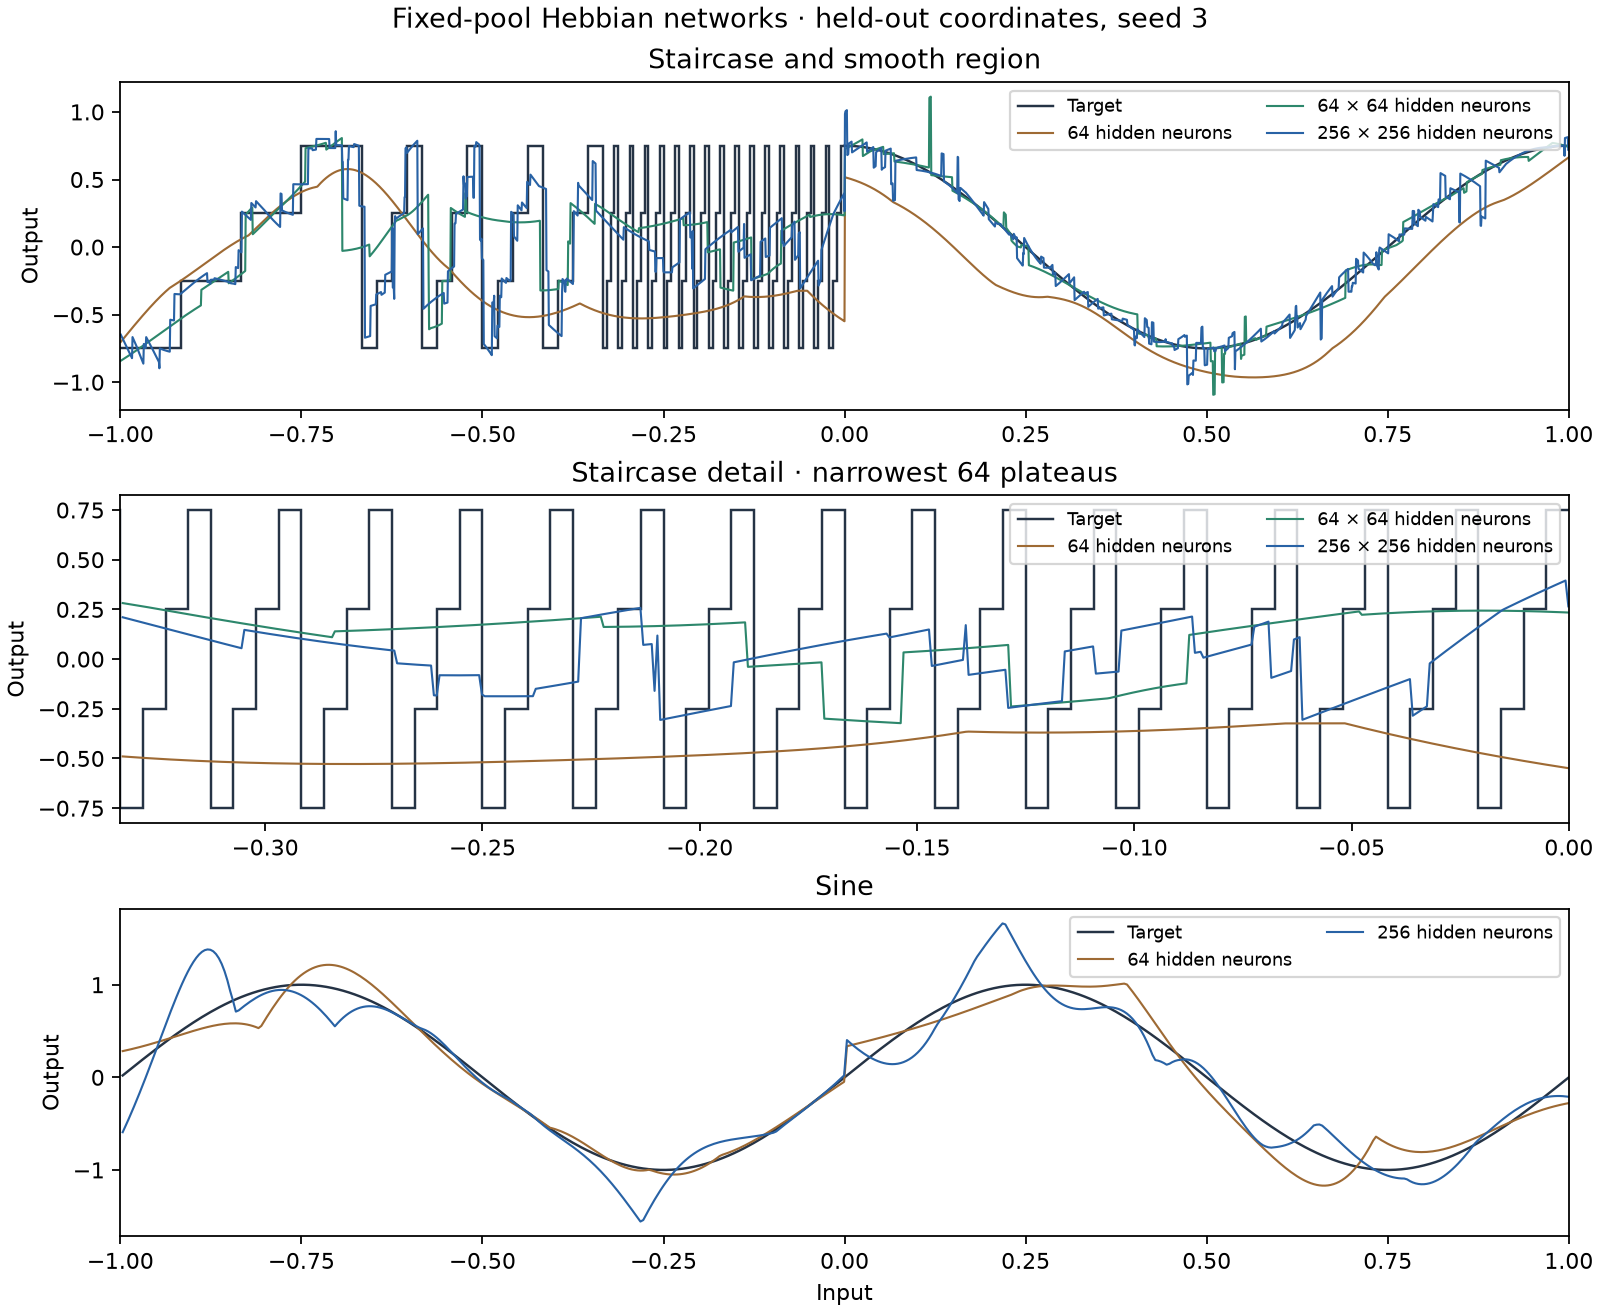 Fixed-pool Hebbian networks · held-out coordinates, seed 3
Staircase and smooth region
Output
1.0
0.5
0.0
−0.5
−1.0
Target
64 hidden neurons
64 × 64 hidden neurons
256 × 256 hidden neurons
−1.00 −0.75 −0.50 −0.25 0.00 0.25 0.50 0.75 1.00
Staircase detail · narrowest 64 plateaus
Output
0.75
0.50
0.25
0.00
−0.25
−0.50
−0.75
Target
64 hidden neurons
64 × 64 hidden neurons
256 × 256 hidden neurons
−0.30 −0.25 −0.20 −0.15 −0.10 −0.05 0.00
Sine
Output
1
0
−1
Target
64 hidden neurons
256 hidden neurons
−1.00 −0.75 −0.50 −0.25 0.00 0.25 0.50 0.75 1.00
Input